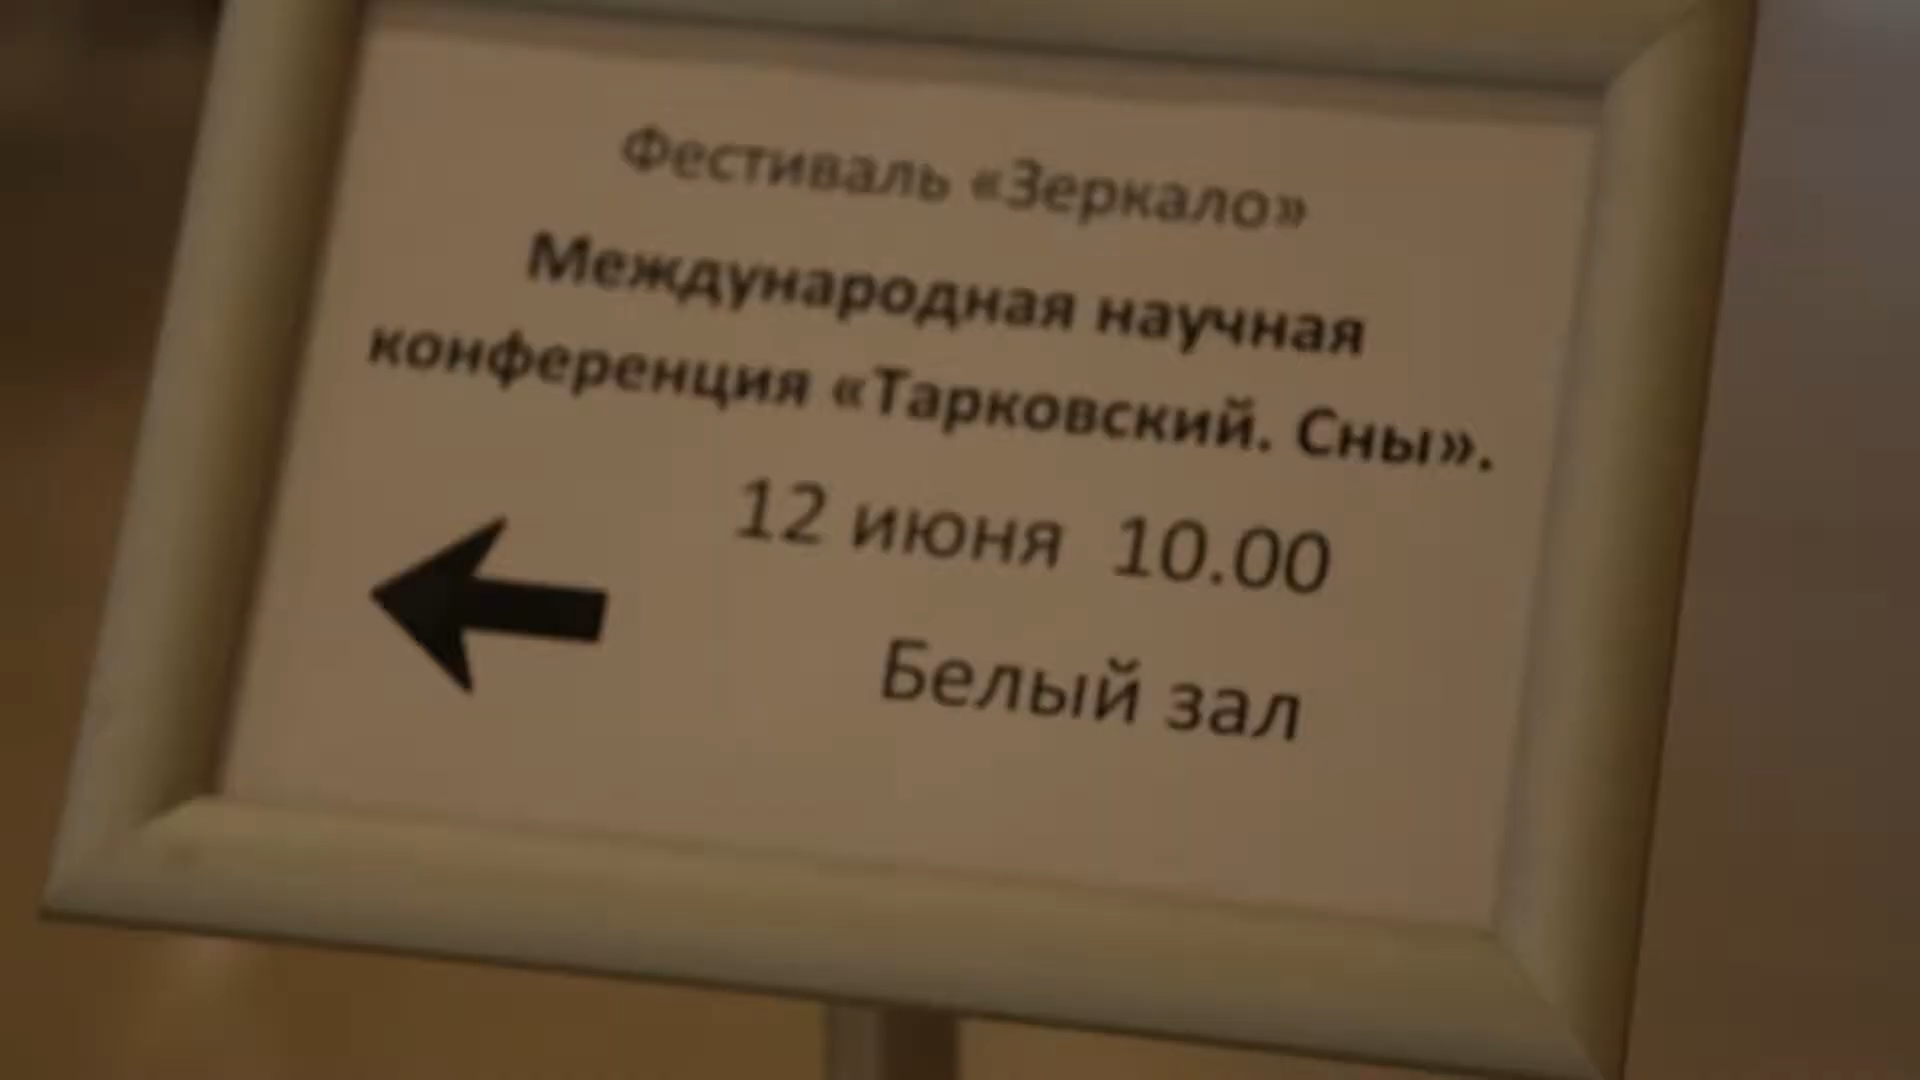 Фестиваль «Зеркало»
Международная научная
конференция «Тарковский. Сны».
12 июня 10.00
Белый зал